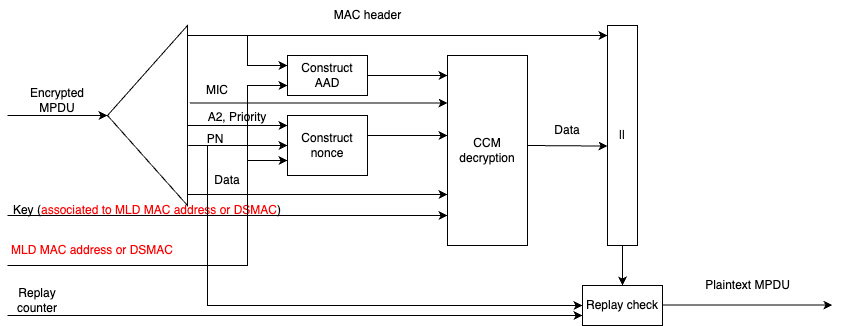 MAC header
Encrypted
MPDU
Construct
AAD
MIC
A2, Priority
PN
Construct
nonce
Data
CCM
decryption
Data
||
Key (associated to MLD MAC address or DSMAC)
MLD MAC address or DSMAC
Replay
counter
Replay check
Plaintext MPDU